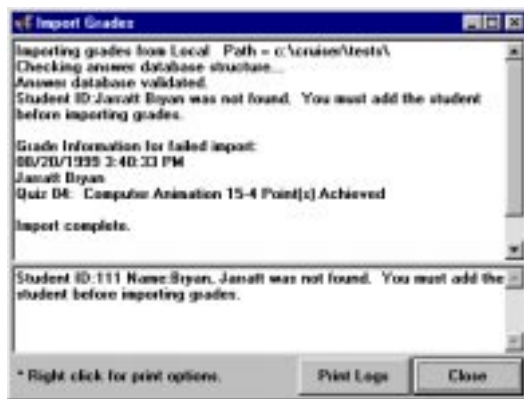 Import Grades
Importing grades from Local  Path = c:\cruiser\tests\
Checking answer database structure...
Answer database validated.
Student ID:Jarratt Bryan was not found.  You must add the student
before importing grades.
Grade Information for failed import:
08/20/1999 3:40:33 PM
Jarratt Bryan
Quiz 04:  Computer Animation 15-4 Point(s) Achieved
Import complete.
Student ID:111 Name:Bryan, Jarratt was not found.  You must add the
student before importing grades.
* Right click for print options.
Print Logs
Close